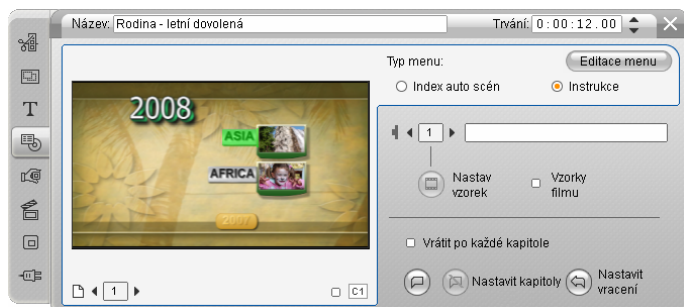 Název: Rodina - letní dovolená
Trvání: 0:00:12.00
Typ menu:
Editace menu
Index auto scén
Instrukce
2008
ASIA
AFRICA
2007
1
Nastav
vzorek
Vzorky
filmu
Vrátit po každé kapitole
Nastavit kapitoly
Nastavit
vracení
1
C1
T